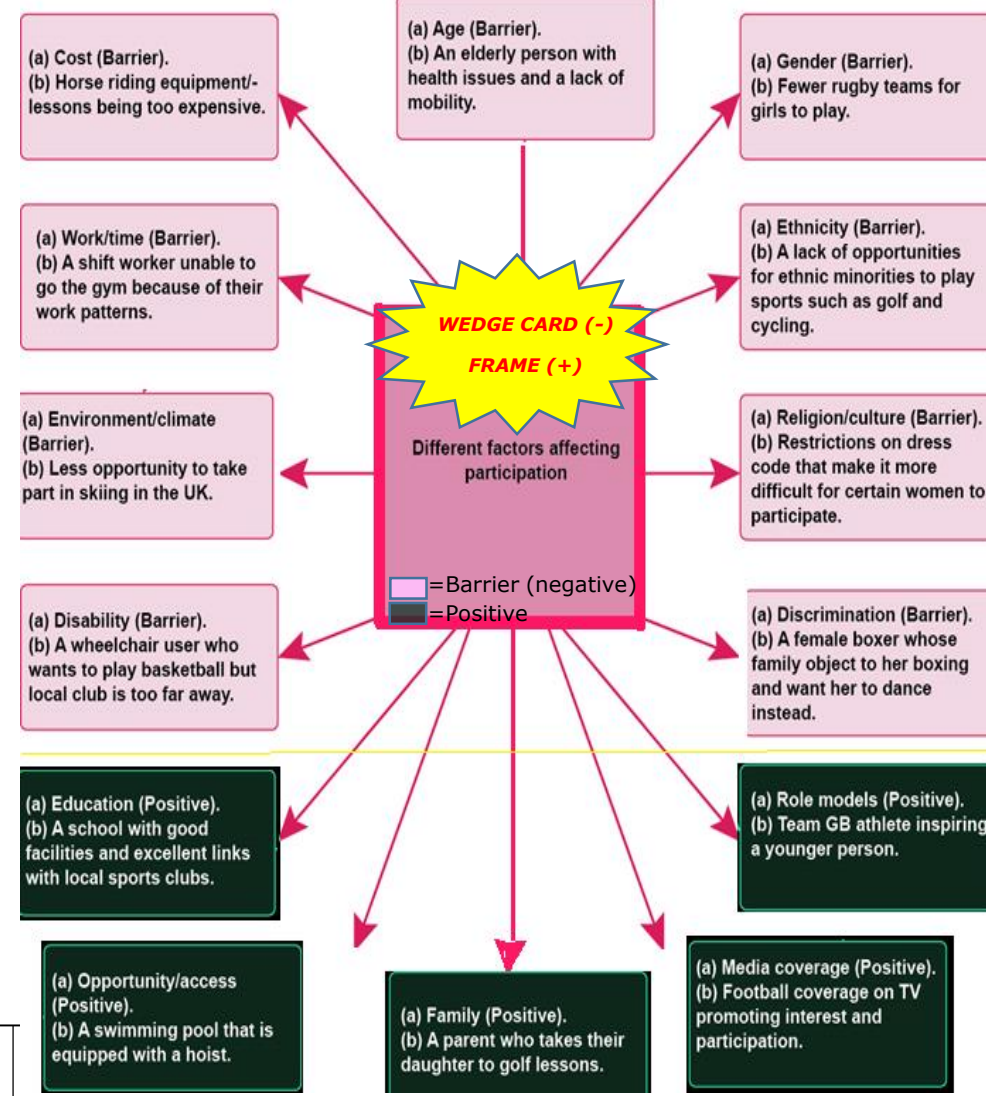 (a) Cost (Barrier).
(b) Horse riding equipment/-
lessons being too expensive.
(a) Age (Barrier).
(b) An elderly person with
health issues and a lack of
mobility.
(a) Gender (Barrier).
(b) Fewer rugby teams for
girls to play.
(a) Work/time (Barrier).
(b) A shift worker unable to
go the gym because of their
work patterns.
WEDGE CARD (-)
FRAME (+)
(a) Ethnicity (Barrier).
(b) A lack of opportunities
for ethnic minorities to play
sports such as golf and
cycling.
(a) Environment/climate
(Barrier).
(b) Less opportunity to take
part in skiing in the UK.
Different factors affecting
participation
(a) Religion/culture (Barrier).
(b) Restrictions on dress
code that make it more
difficult for certain women to
participate.
=Barrier (negative)
=Positive
(a) Disability (Barrier).
(b) A wheelchair user who
wants to play basketball but
local club is too far away.
(a) Discrimination (Barrier).
(b) A female boxer whose
family object to her boxing
and want her to dance
instead.
(a) Education (Positive).
(b) A school with good
facilities and excellent links
with local sports clubs.
(a) Role models (Positive).
(b) Team GB athlete inspiring
a younger person.
(a) Opportunity/access
(Positive).
(b) A swimming pool that is
equipped with a hoist.
(a) Family (Positive).
(b) A parent who takes their
daughter to golf lessons.
(a) Media coverage (Positive).
(b) Football coverage on TV
promoting interest and
participation.